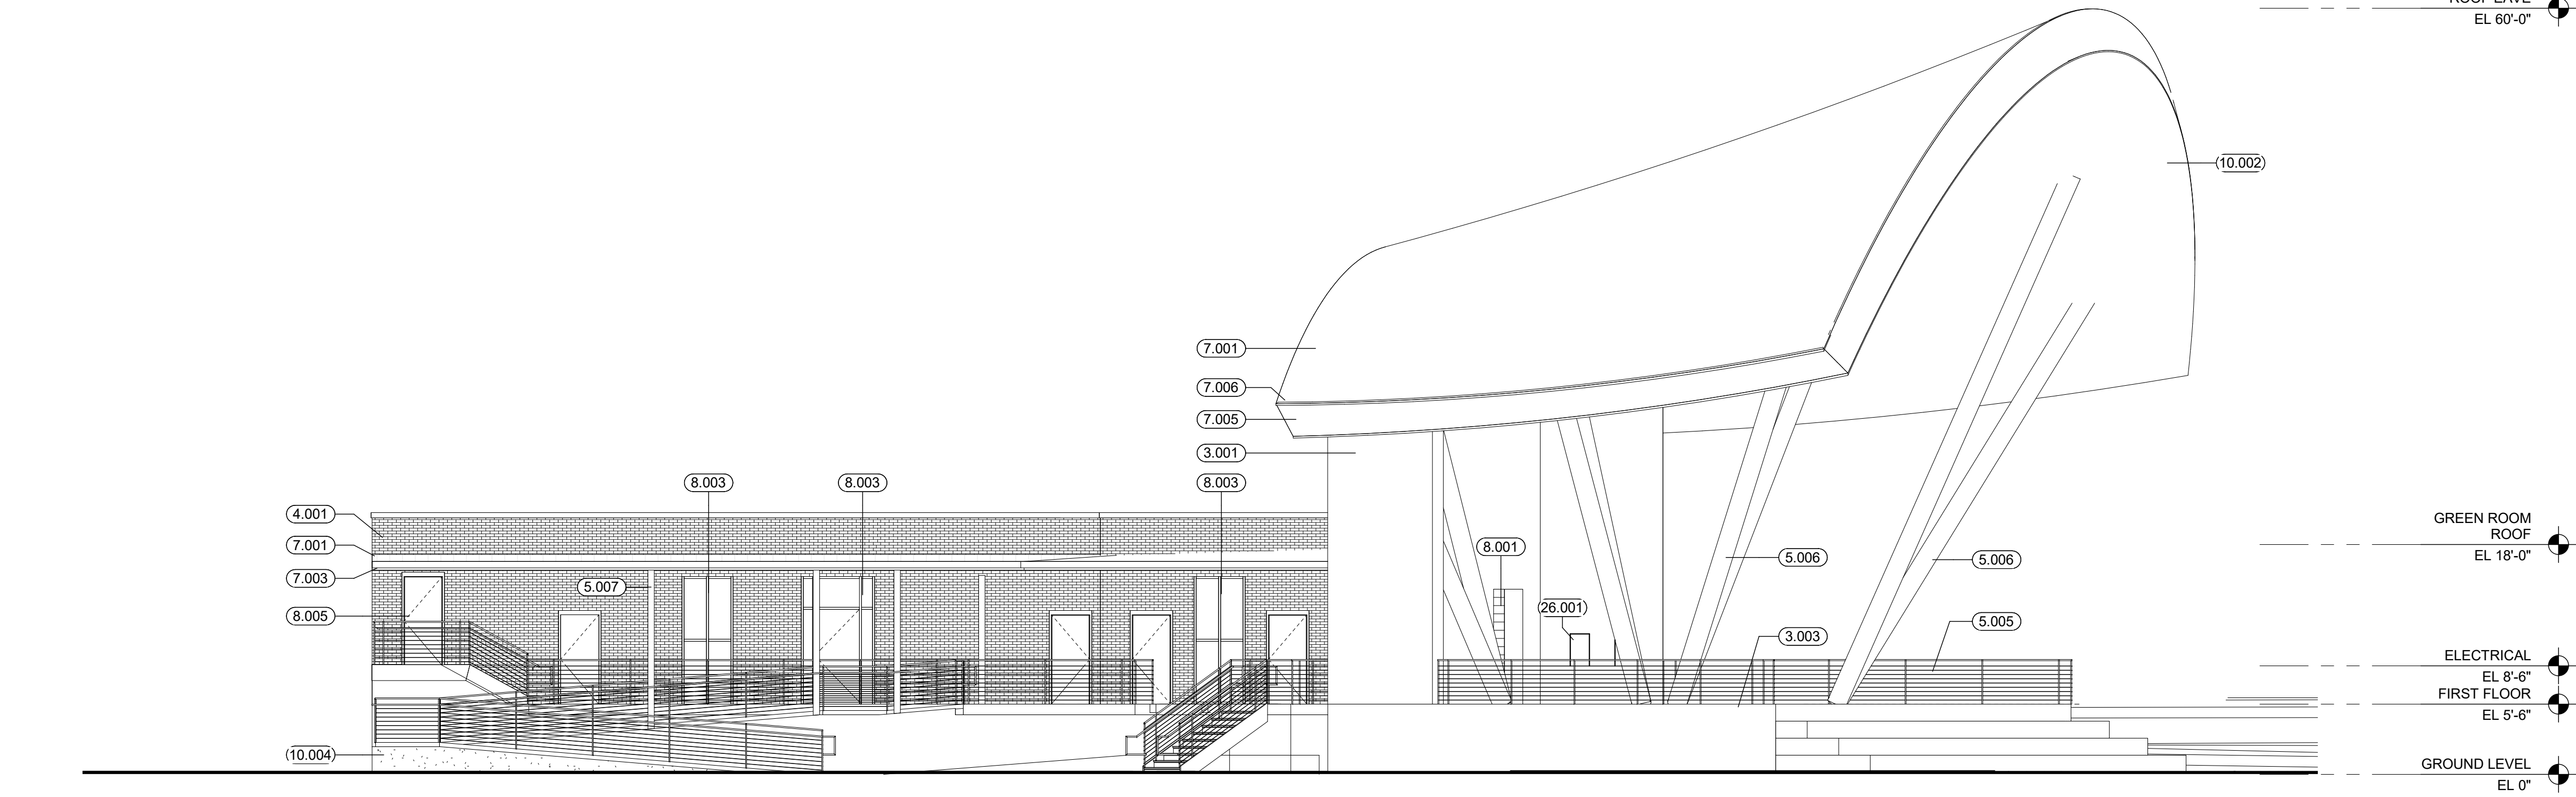 ROOF EAVE
EL 60'-0"
10.002
7.001
7.006
7.005
3.001
8.003
8.003
8.003
4.001
7.001
7.003
8.005
5.007
8.001
26.001
5.006
5.006
5.005
3.003
10.004
GREEN ROOM
ROOF
EL 18'-0"
ELECTRICAL
EL 8'-6"
FIRST FLOOR
EL 5'-6"
GROUND LEVEL
EL 0"